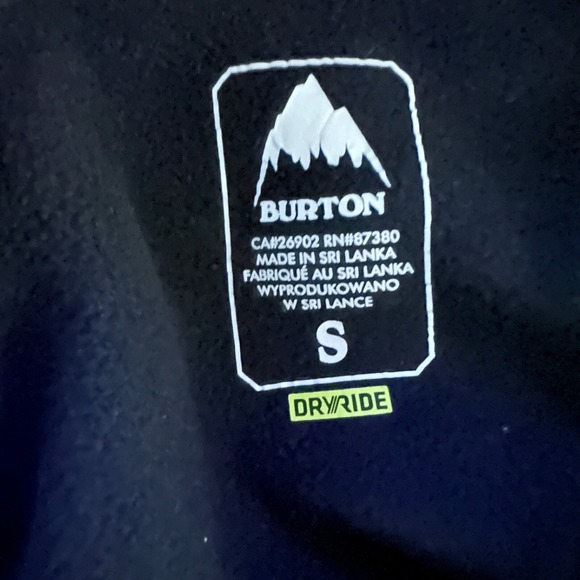 BURTON
CA#26902 RN#87380
MADE IN SRI LANKA
FABRIQUÉ AU SRI LANKA
WYPRODUKOWANO
W SRI LANCE
S
DRYRIDE